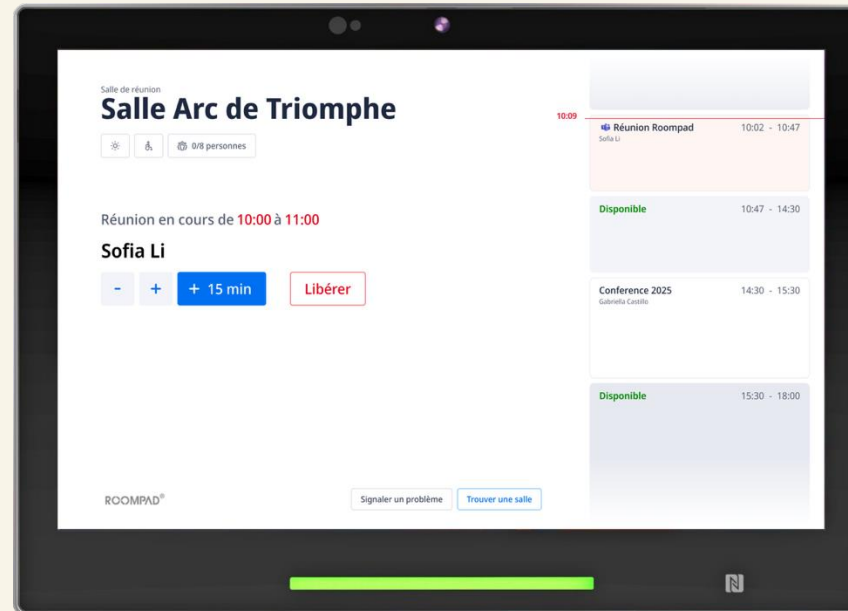 Salle de réunion
Salle Arc de Triomphe
0/8 personnes
Réunion en cours de 10:00 à 11:00
Sofia Li
- + + 15 min Libérer
ROOMPAD®
Signaler un problème Trouver une salle
10:09
Réunion Roompad 10:02 - 10:47
Sofia Li
Disponible 10:47 - 14:30
Conference 2025 14:30 - 15:30
Gabriella Castillo
Disponible 15:30 - 18:00